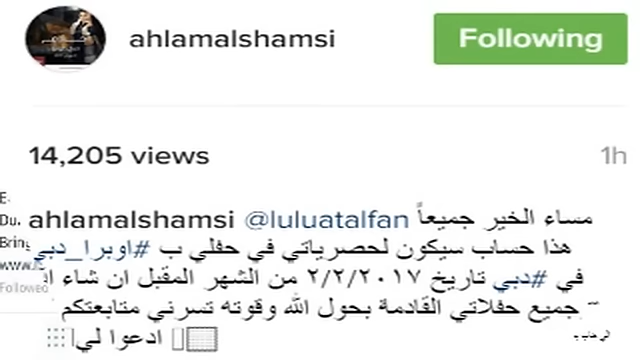 ahlamalshamsi
Following
14,205 views
1h
ahlamalshamsi @luluatalfan مساء الخير جميعاً
هذا حساب سيكون لحصرياتي في حفلي ب #اوبرا_دبي
في #دبي تاريخ ٢/٢/٢٠١٧ من الشهر المقبل ان شاء
جميع حفلاتي القادمة بحول الله وقوته تسرني متابعتكم
ادعوا لي
Followed